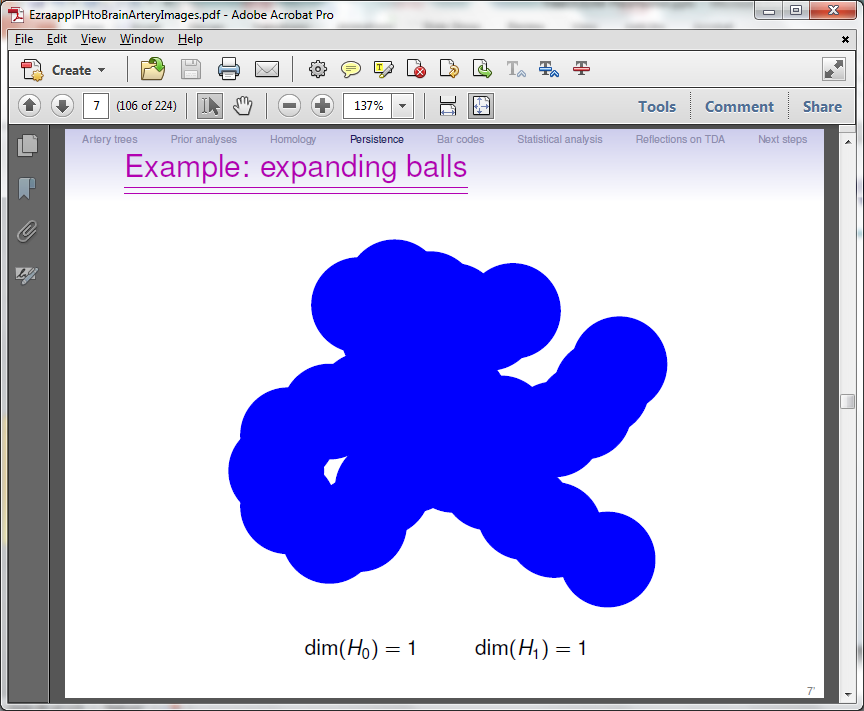 EzraapplPHtoBrainArteryImages.pdf - Adobe Acrobat Pro
File Edit View Window Help
Create
7 (106 of 224) 137% Tools Comment Share
Artery trees Prior analyses Homology Persistence Bar codes Statistical analysis Reflections on TDA Next steps
Example: expanding balls
dim(H₀) = 1 dim(H₁) = 1
7'